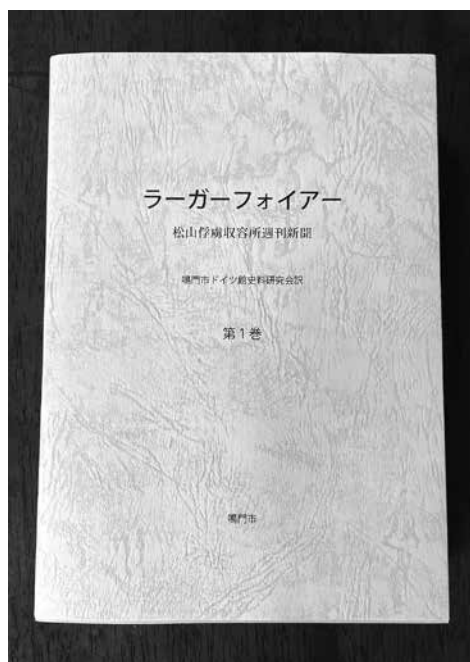 ラーガーフォイアー
松山俘虜収容所週刊新聞
鳴門市ドイツ館史料研究会訳
第1巻
鳴門市